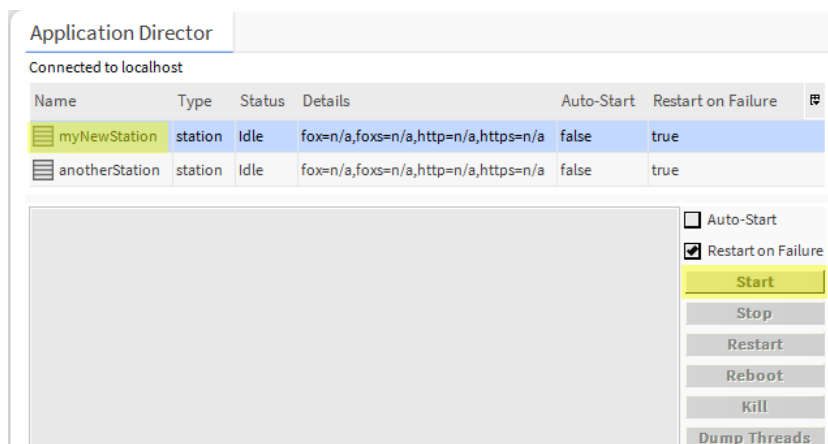 Application Director
Connected to localhost
Name Type Status Details Auto-Start Restart on Failure
myNewStation station Idle fox=n/a,foxs=n/a,http=n/a,https=n/a false true
anotherStation station Idle fox=n/a,foxs=n/a,http=n/a,https=n/a false true
Auto-Start
Restart on Failure
Start
Stop
Restart
Reboot
Kill
Dump Threads